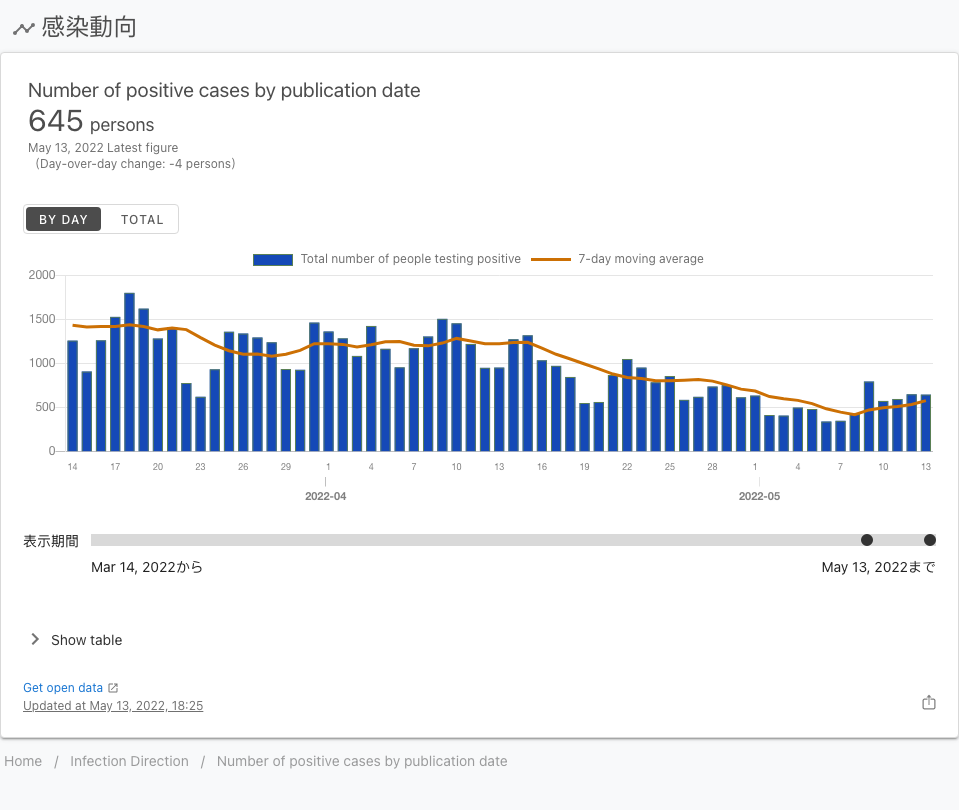 感染動向
Number of positive cases by publication date
645 persons
May 13, 2022 Latest figure
(Day-over-day change: -4 persons)
BY DAY TOTAL
Total number of people testing positive 7-day moving average
2000
1500
1000
500
0
14 17 20 23 26 29 1 4 7 10 13 16 19 22 25 28 1 4 7 10 13
2022-04 2022-05
表示期間
Mar 14, 2022から May 13, 2022まで
Show table
Get open data
Updated at May 13, 2022, 18:25
Home / Infection Direction / Number of positive cases by publication date